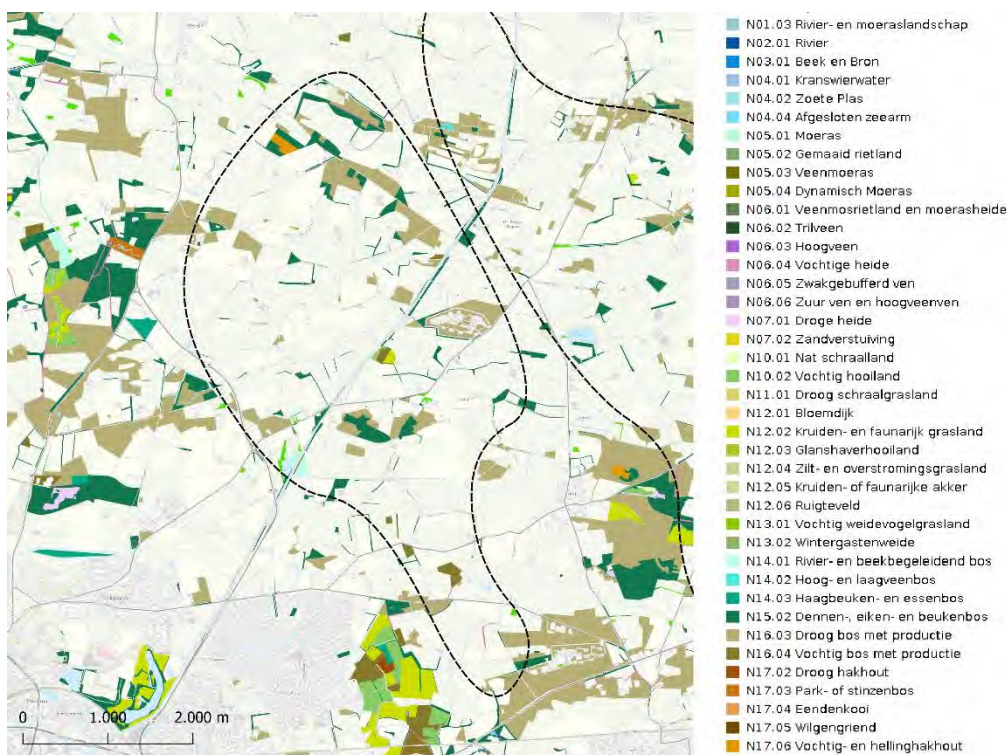 N01.03 Rivier- en moeraslandschap
N02.01 Rivier
N03.01 Beek en Bron
N04.01 Kranswierwater
N04.02 Zoete Plas
N04.04 Afgesloten zeearm
N05.01 Moeras
N05.02 Gemaaid rietland
N05.03 Veenmoeras
N05.04 Dynamisch Moeras
N06.01 Veenmosrietland en moerasheide
N06.02 Trilveen
N06.03 Hoogveen
N06.04 Vochtige heide
N06.05 Zwakgebufferd ven
N06.06 Zuur ven en hoogveenven
N07.01 Droge heide
N07.02 Zandverstuiving
N10.01 Nat schraalland
N10.02 Vochtig hooiland
N11.01 Droog schraalgrasland
N12.01 Bloemdijk
N12.02 Kruiden- en faunarijk grasland
N12.03 Glanshaverhooiland
N12.04 Zilt- en overstromingsgrasland
N12.05 Kruiden- of faunarijke akker
N12.06 Ruigteveld
N13.01 Vochtig weidevogelgrasland
N13.02 Wintergastenweide
N14.01 Rivier- en beekbegeleidend bos
N14.02 Hoog- en laagveenbos
N14.03 Haagbeuken- en essenbos
N15.02 Dennen-, eiken- en beukenbos
N16.03 Droog bos met productie
N16.04 Vochtig bos met productie
N17.02 Droog hakhout
N17.03 Park- of stinzenbos
N17.04 Eendenkooi
N17.05 Wilgengriend
N17.06 Vochtig- en hellinghakhout
0 1.000 2.000 m